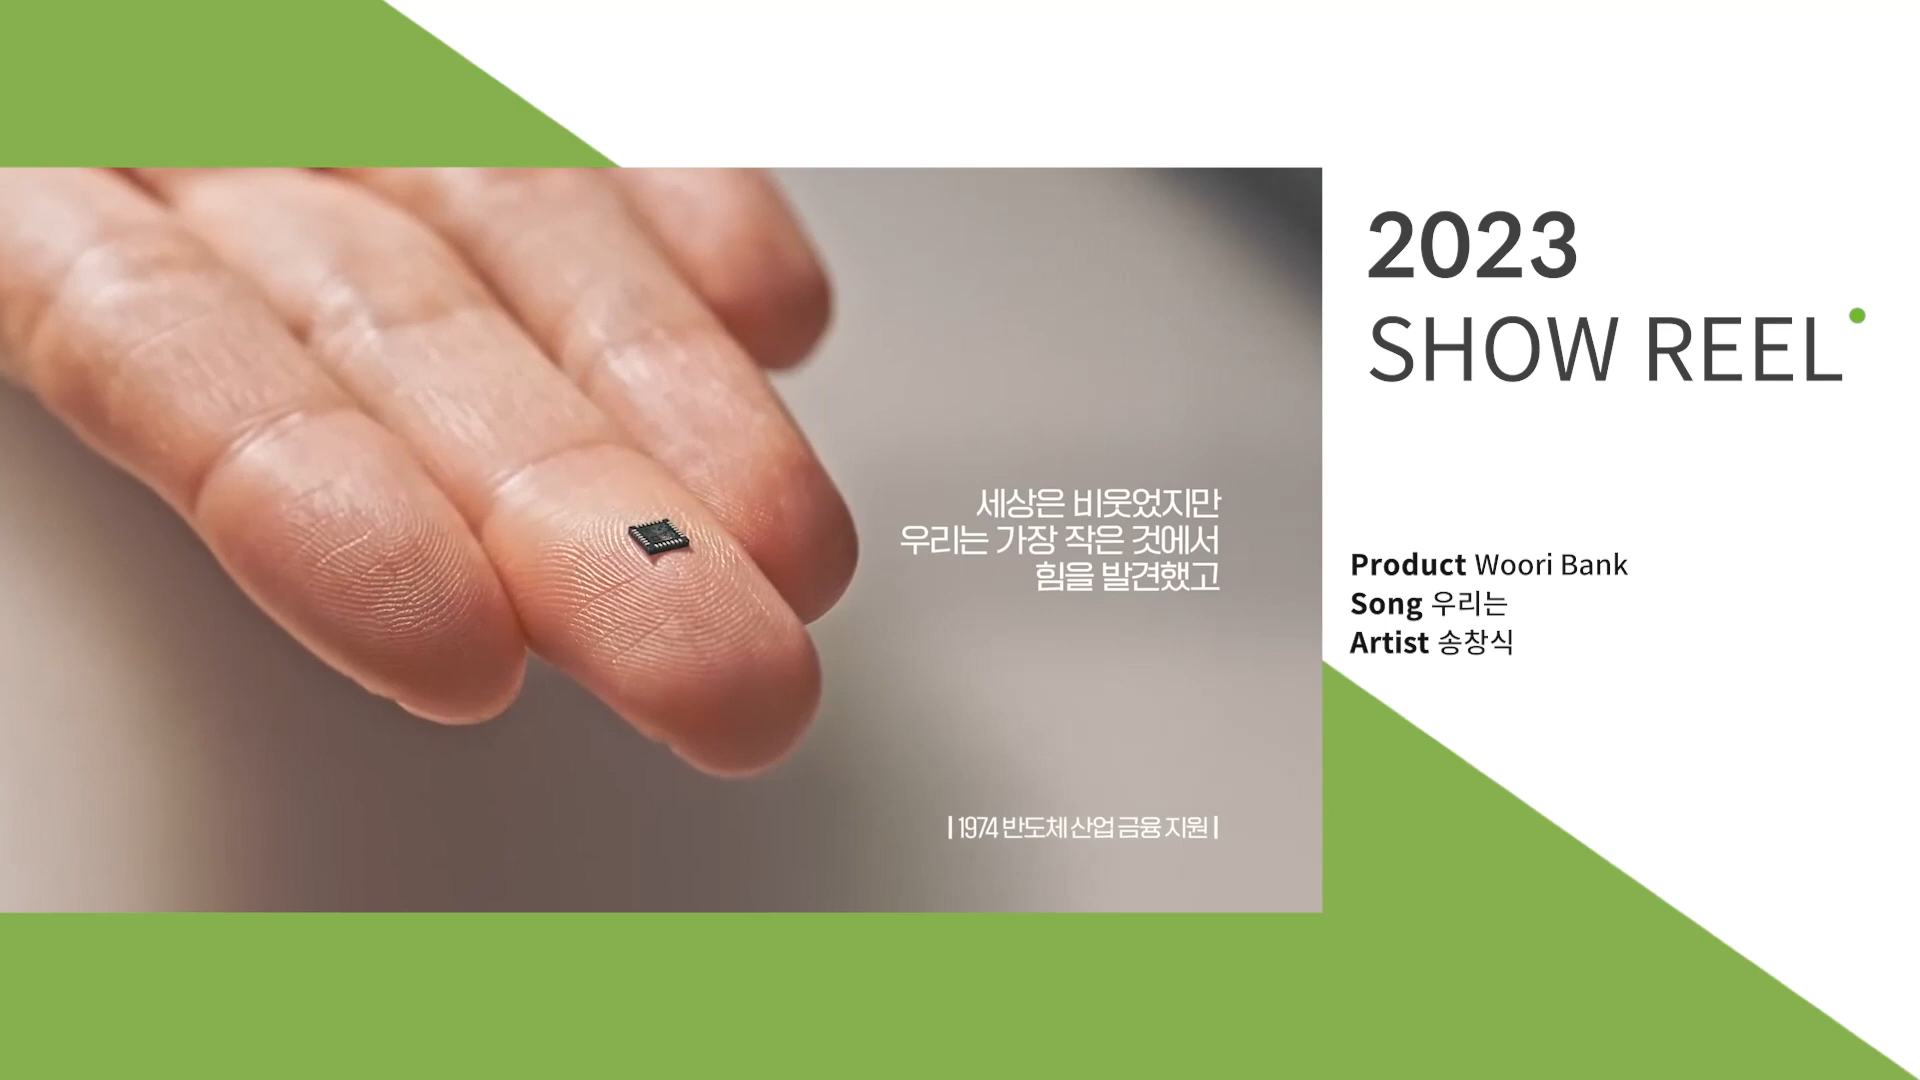 2023
SHOW REEL
세상은 비웃었지만
우리는 가장 작은 것에서
힘을 발견했고
| 1974 반도체 산업 금융 지원 |
Product Woori Bank
Song 우리는
Artist 송창식